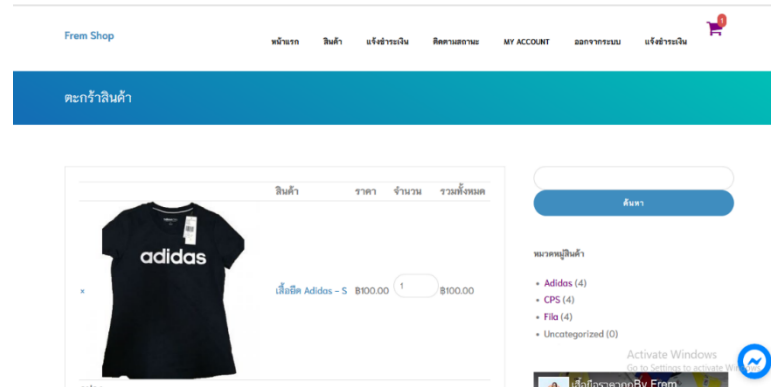 Frem Shop
หน้าแรก สินค้า แจ้งชำระเงิน ติดตามสถานะ MY ACCOUNT ออกจากระบบ แจ้งชำระเงิน
1
ตะกร้าสินค้า
สินค้า ราคา จำนวน รวมทั้งหมด
adidas
× เสื้อยืด Adidas – S ฿100.00 1 ฿100.00
ค้นหา
หมวดหมู่สินค้า
Adidas (4)
CPS (4)
Fila (4)
Uncategorized (0)
Activate Windows
Go to Settings to activate Windows
By Frem